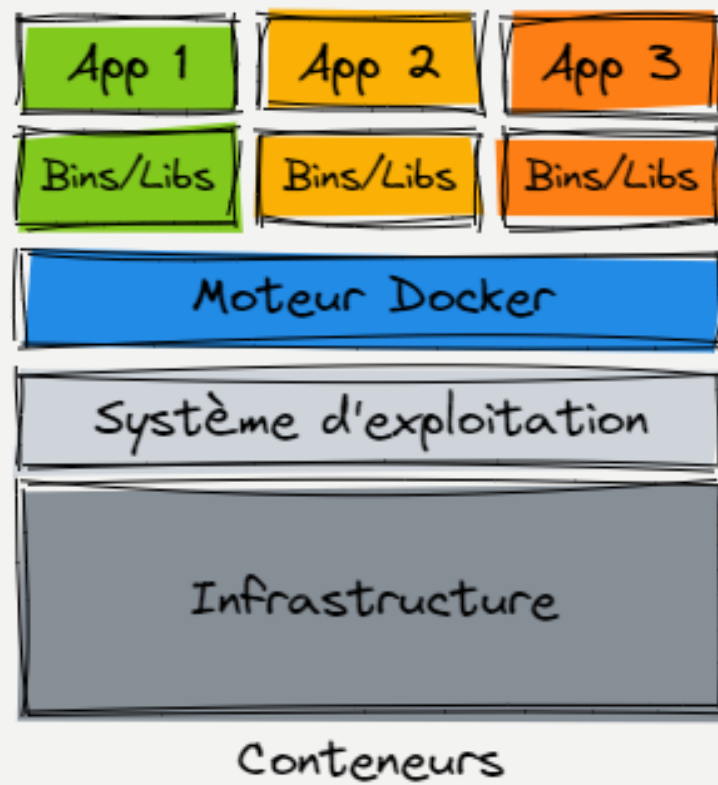 App 1 App 2 App 3
Bins/Libs Bins/Libs Bins/Libs
Moteur Docker
Système d'exploitation
Infrastructure
Conteneurs